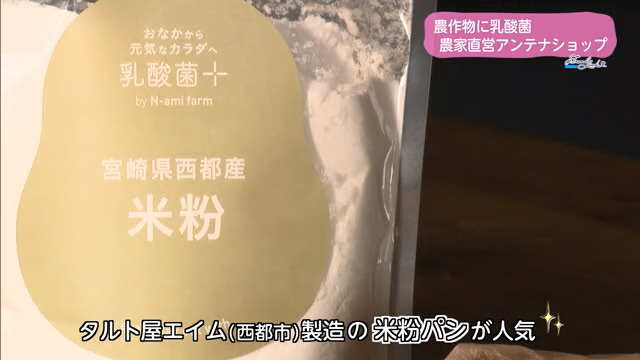 農作物に乳酸菌
農家直営アンテナショップ
おなかから
元気なカラダへ
乳酸菌＋
by N-ami farm
宮崎県西都産
米粉
タルト屋エイム(西都市)製造の米粉パンが人気